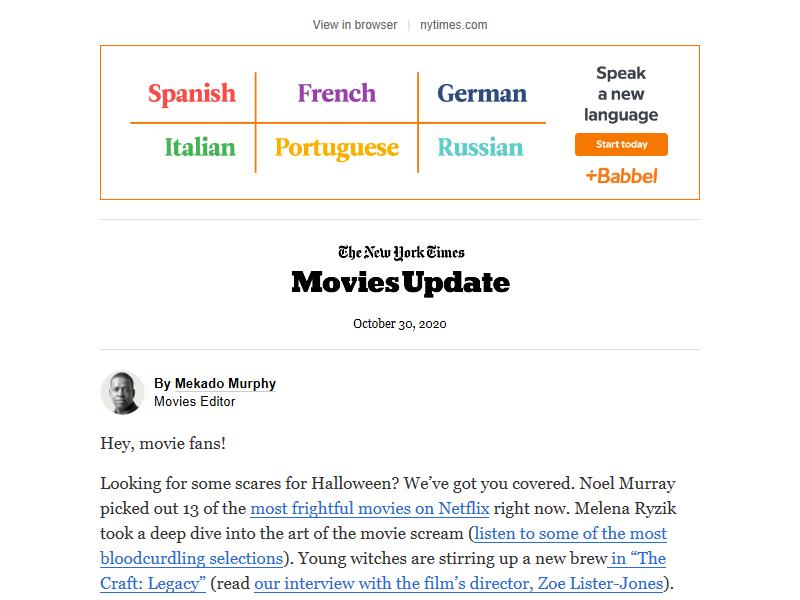 View in browser | nytimes.com
Spanish French German
Italian Portuguese Russian
Speak
a new
language
Start today
+Babbel
The New York Times
Movies Update
October 30, 2020
By Mekado Murphy
Movies Editor
Hey, movie fans!
Looking for some scares for Halloween? We’ve got you covered. Noel Murray
picked out 13 of the most frightful movies on Netflix right now. Melena Ryzik
took a deep dive into the art of the movie scream (listen to some of the most
bloodcurdling selections). Young witches are stirring up a new brew in “The
Craft: Legacy” (read our interview with the film’s director, Zoe Lister-Jones).